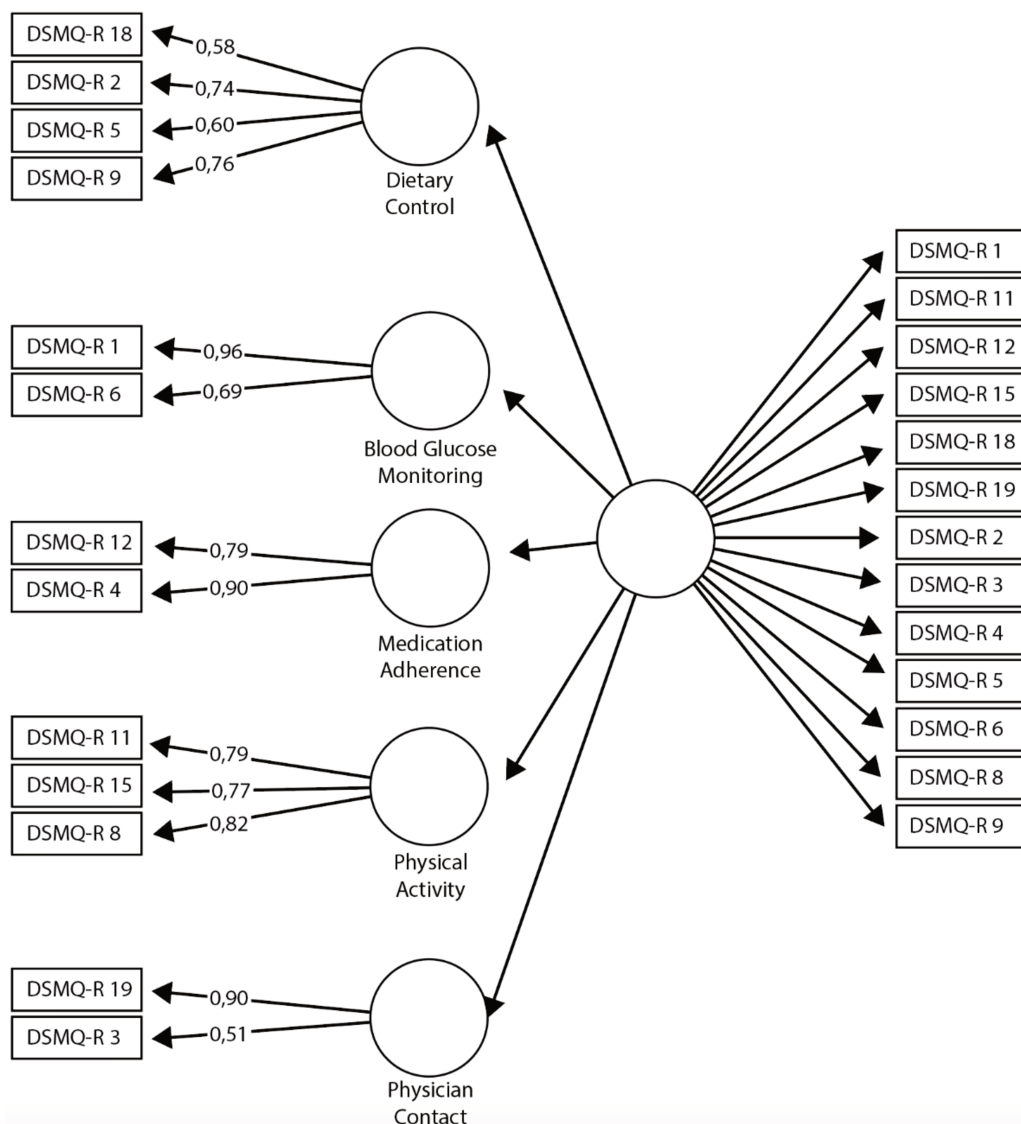 DSMQ-R 18
0,58
DSMQ-R 2
0,74
DSMQ-R 5
0,60
DSMQ-R 9
0,76
Dietary
Control
DSMQ-R 1
0,96
DSMQ-R 6
0,69
Blood Glucose
Monitoring
DSMQ-R 12
0,79
DSMQ-R 4
0,90
Medication
Adherence
DSMQ-R 11
0,79
DSMQ-R 15
0,77
DSMQ-R 8
0,82
Physical
Activity
DSMQ-R 19
0,90
DSMQ-R 3
0,51
Physician
Contact
DSMQ-R 1
DSMQ-R 11
DSMQ-R 12
DSMQ-R 15
DSMQ-R 18
DSMQ-R 19
DSMQ-R 2
DSMQ-R 3
DSMQ-R 4
DSMQ-R 5
DSMQ-R 6
DSMQ-R 8
DSMQ-R 9